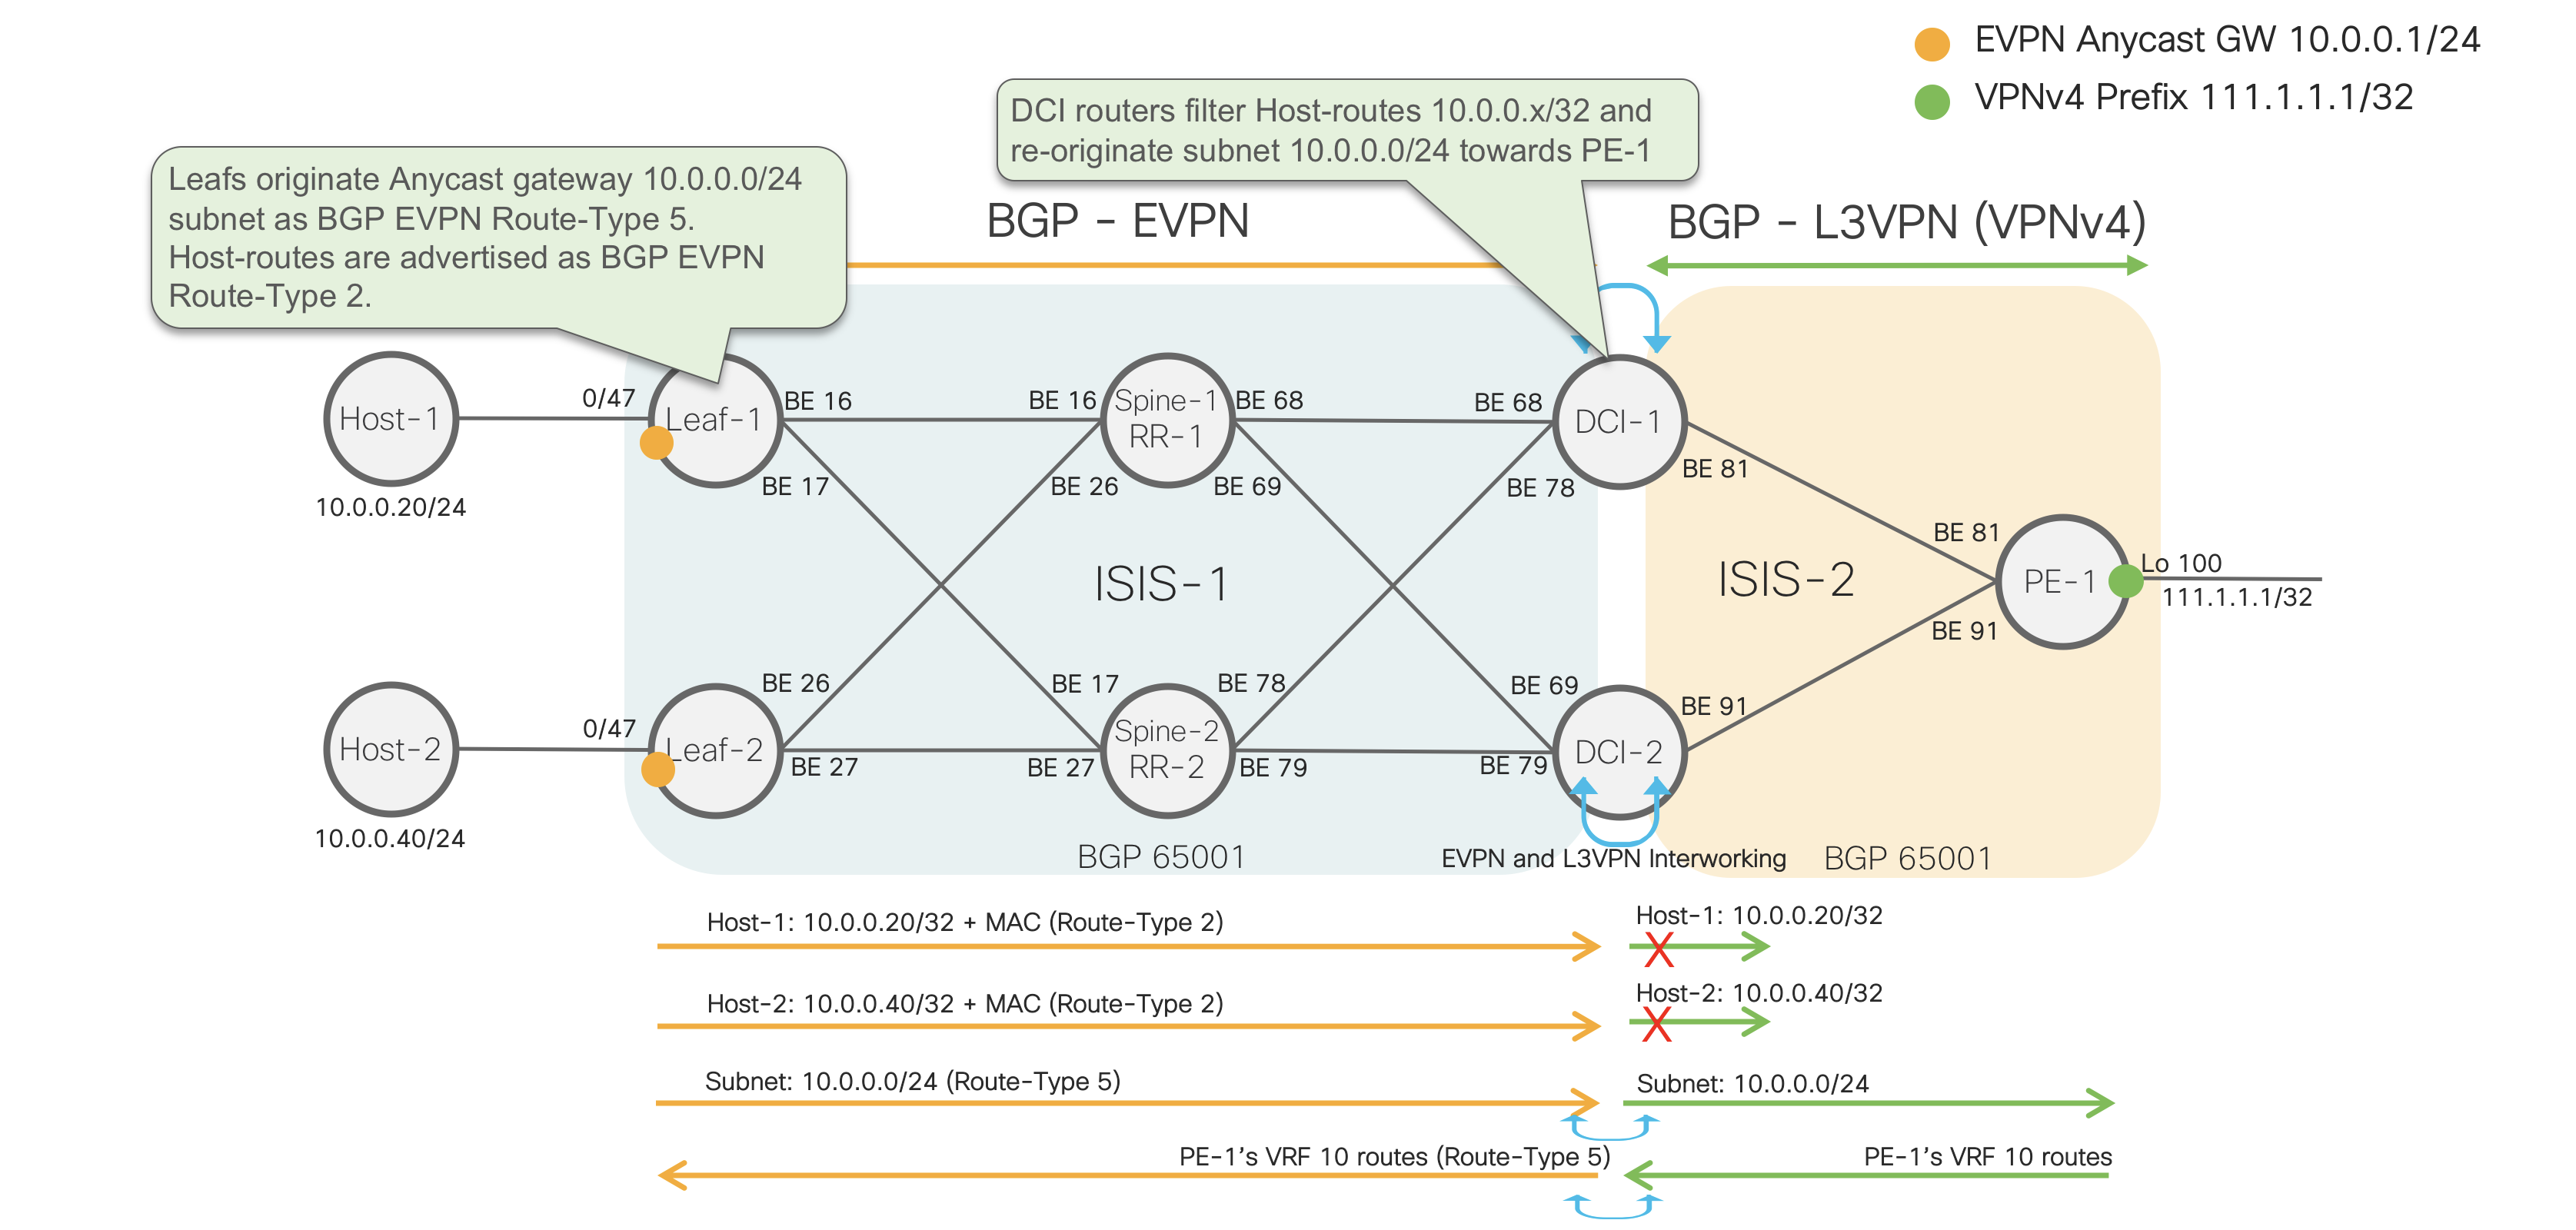 EVPN Anycast GW 10.0.0.1/24
VPNv4 Prefix 111.1.1.1/32
DCI routers filter Host-routes 10.0.0.x/32 and
re-originate subnet 10.0.0.0/24 towards PE-1
Leafs originate Anycast gateway 10.0.0.0/24
subnet as BGP EVPN Route-Type 5.
Host-routes are advertised as BGP EVPN
Route-Type 2.
BGP - EVPN
BGP - L3VPN (VPNv4)
Host-1
10.0.0.20/24
0/47
Leaf-1
BE 16
BE 17
BE 16
BE 26
Spine-1
RR-1
BE 68
BE 69
BE 68
BE 78
DCI-1
BE 81
ISIS-1
ISIS-2
BE 81
BE 91
PE-1
Lo 100
111.1.1.1/32
Host-2
10.0.0.40/24
0/47
Leaf-2
BE 26
BE 27
BE 17
BE 27
Spine-2
RR-2
BE 78
BE 79
BE 69
BE 79
DCI-2
BE 91
BGP 65001
EVPN and L3VPN Interworking
BGP 65001
Host-1: 10.0.0.20/32 + MAC (Route-Type 2)
Host-1: 10.0.0.20/32
X
Host-2: 10.0.0.40/32 + MAC (Route-Type 2)
Host-2: 10.0.0.40/32
X
Subnet: 10.0.0.0/24 (Route-Type 5)
Subnet: 10.0.0.0/24
PE-1’s VRF 10 routes (Route-Type 5)
PE-1’s VRF 10 routes